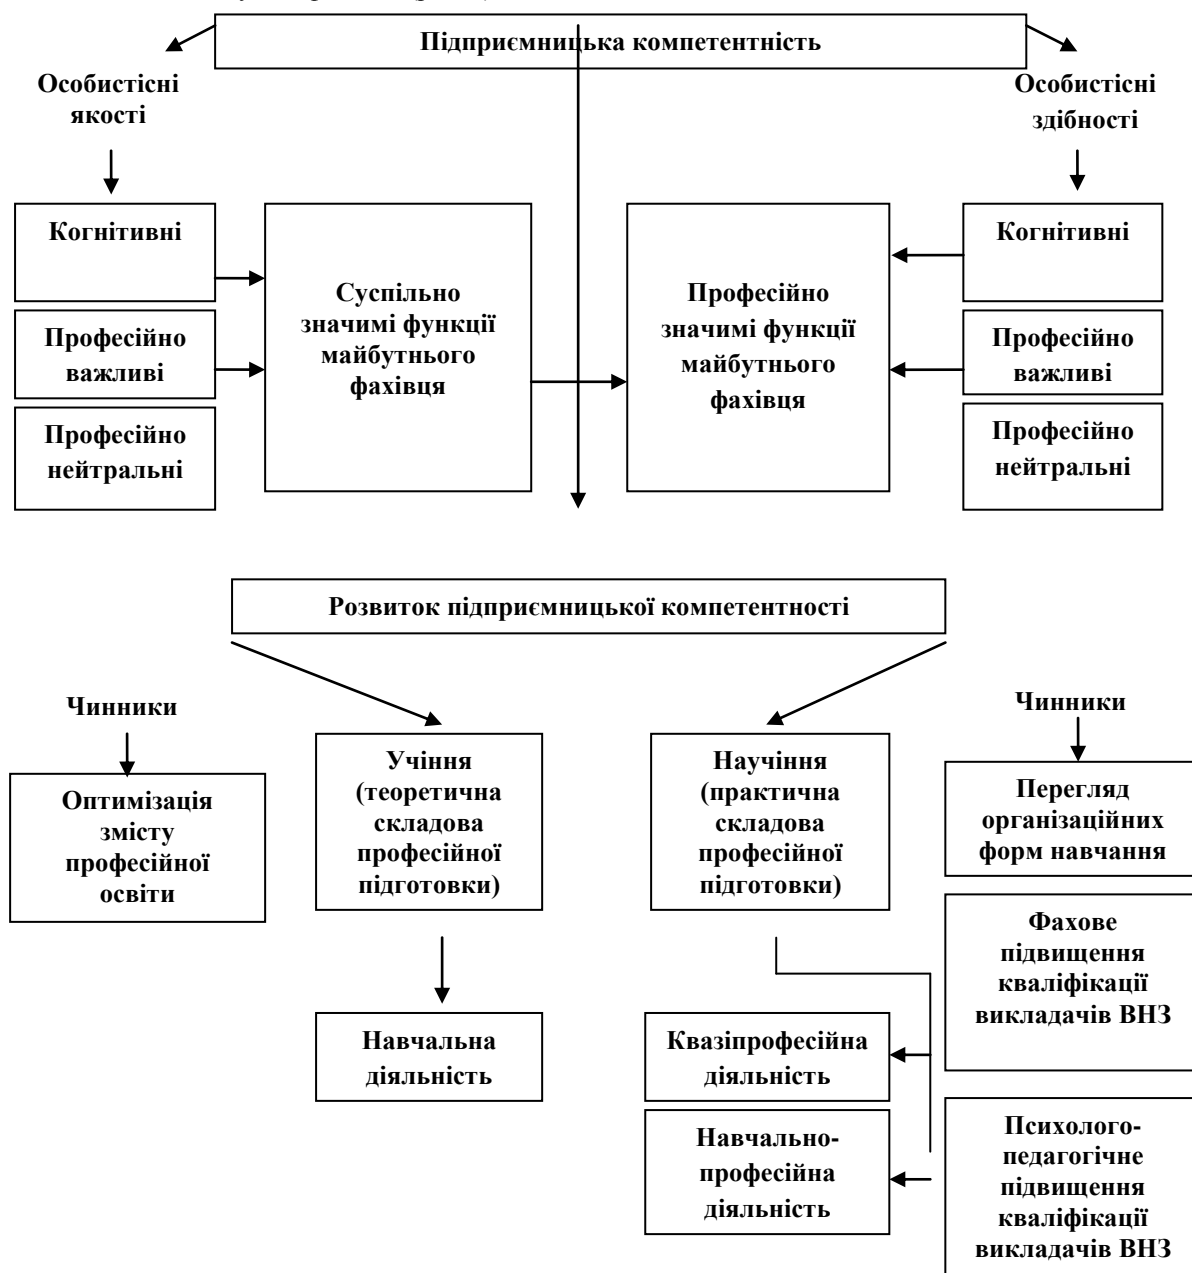 Підприємницька компетентність
Особистісні
якості
Особистісні
здібності
Когнітивні
Професійно
важливі
Професійно
нейтральні
Суспільно
значимі функції
майбутнього
фахівця
Професійно
значимі функції
майбутнього
фахівця
Когнітивні
Професійно
важливі
Професійно
нейтральні
Розвиток підприємницької компетентності
Чинники
Оптимізація
змісту
професійної
освіти
Учіння
(теоретична
складова
професійної
підготовки)
Навчальна
діяльність
Научіння
(практична
складова
професійної
підготовки)
Квазіпрофесійна
діяльність
Навчально-
професійна
діяльність
Чинники
Перегляд
організаційних
форм навчання
Фахове
підвищення
кваліфікації
викладачів ВНЗ
Психолого-
педагогічне
підвищення
кваліфікації
викладачів ВНЗ